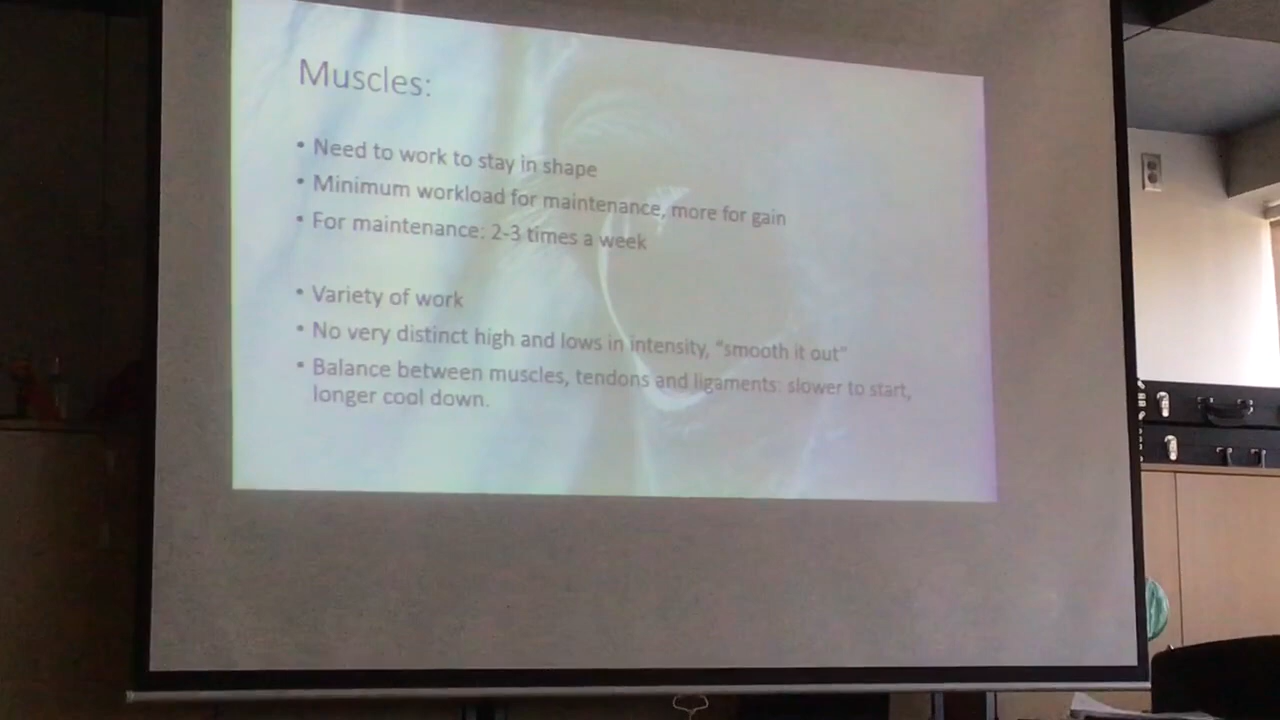 Muscles:
• Need to work to stay in shape
• Minimum workload for maintenance, more for gain
• For maintenance: 2-3 times a week
• Variety of work
• No very distinct high and lows in intensity, “smooth it out”
• Balance between muscles, tendons and ligaments: slower to start,
longer cool down.